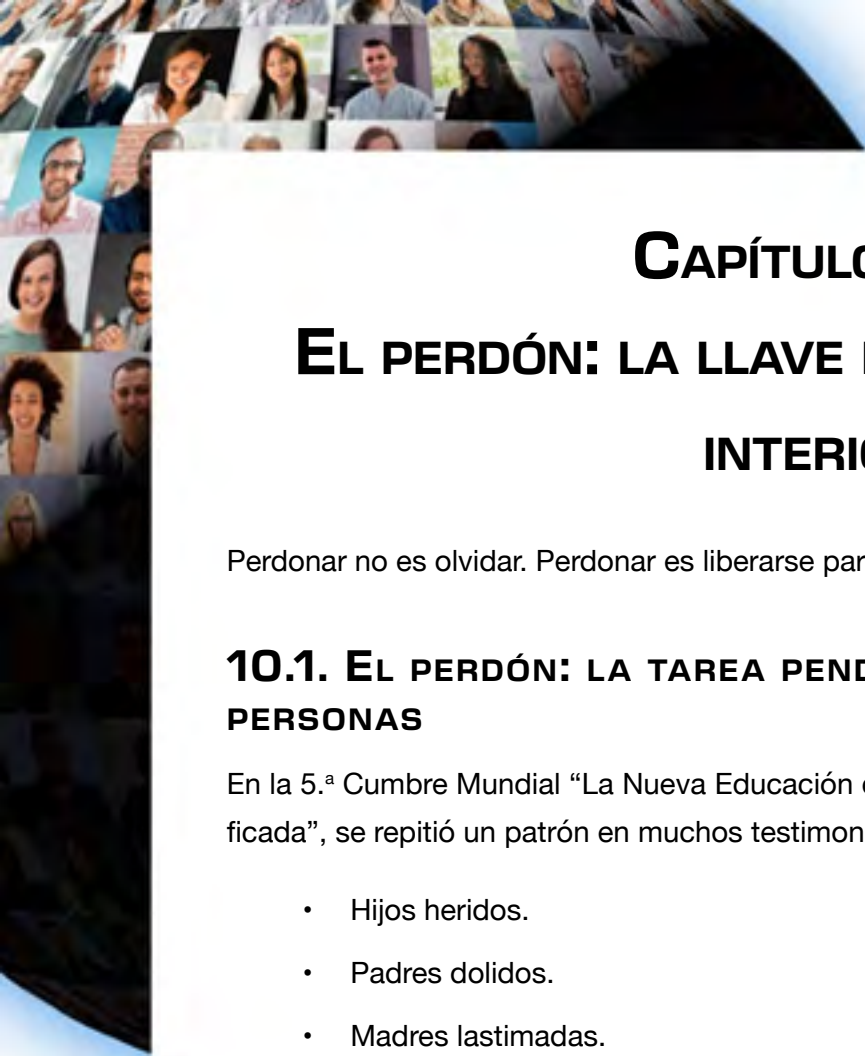 CAPÍTULO
EL PERDÓN: LA LLAVE
INTERIO
Perdonar no es olvidar. Perdonar es liberarse par
10.1. EL PERDÓN: LA TAREA PEND
PERSONAS
En la 5.ª Cumbre Mundial “La Nueva Educación
ficada”, se repitió un patrón en muchos testimon
• Hijos heridos.
• Padres dolidos.
• Madres lastimadas.